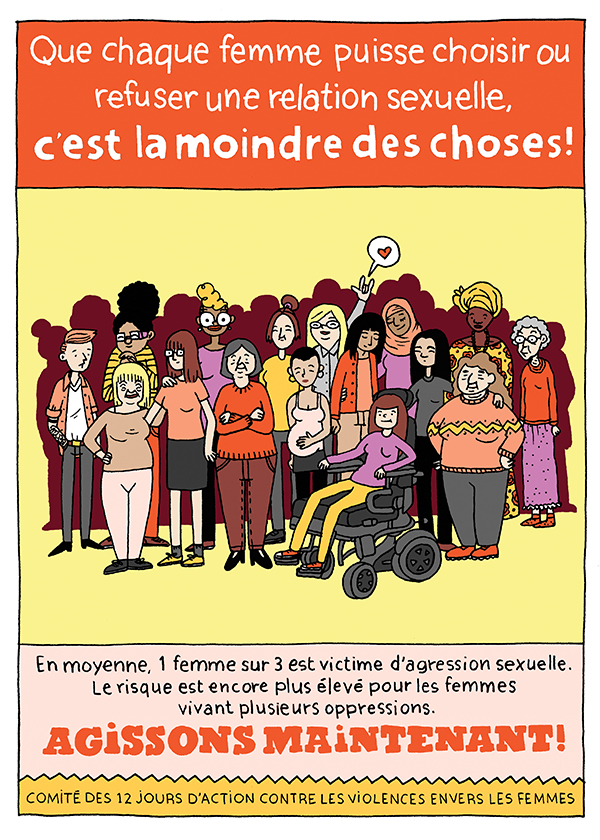 Que chaque femme puisse choisir ou
refuser une relation sexuelle,
c'est la moindre des choses!
En moyenne, 1 femme sur 3 est victime d'agression sexuelle.
Le risque est encore plus élevé pour les femmes
vivant plusieurs oppressions.
AGiSSONS MAiNTENANT!
COMITÉ DES 12 JOURS D'ACTION CONTRE LES VIOLENCES ENVERS LES FEMMES